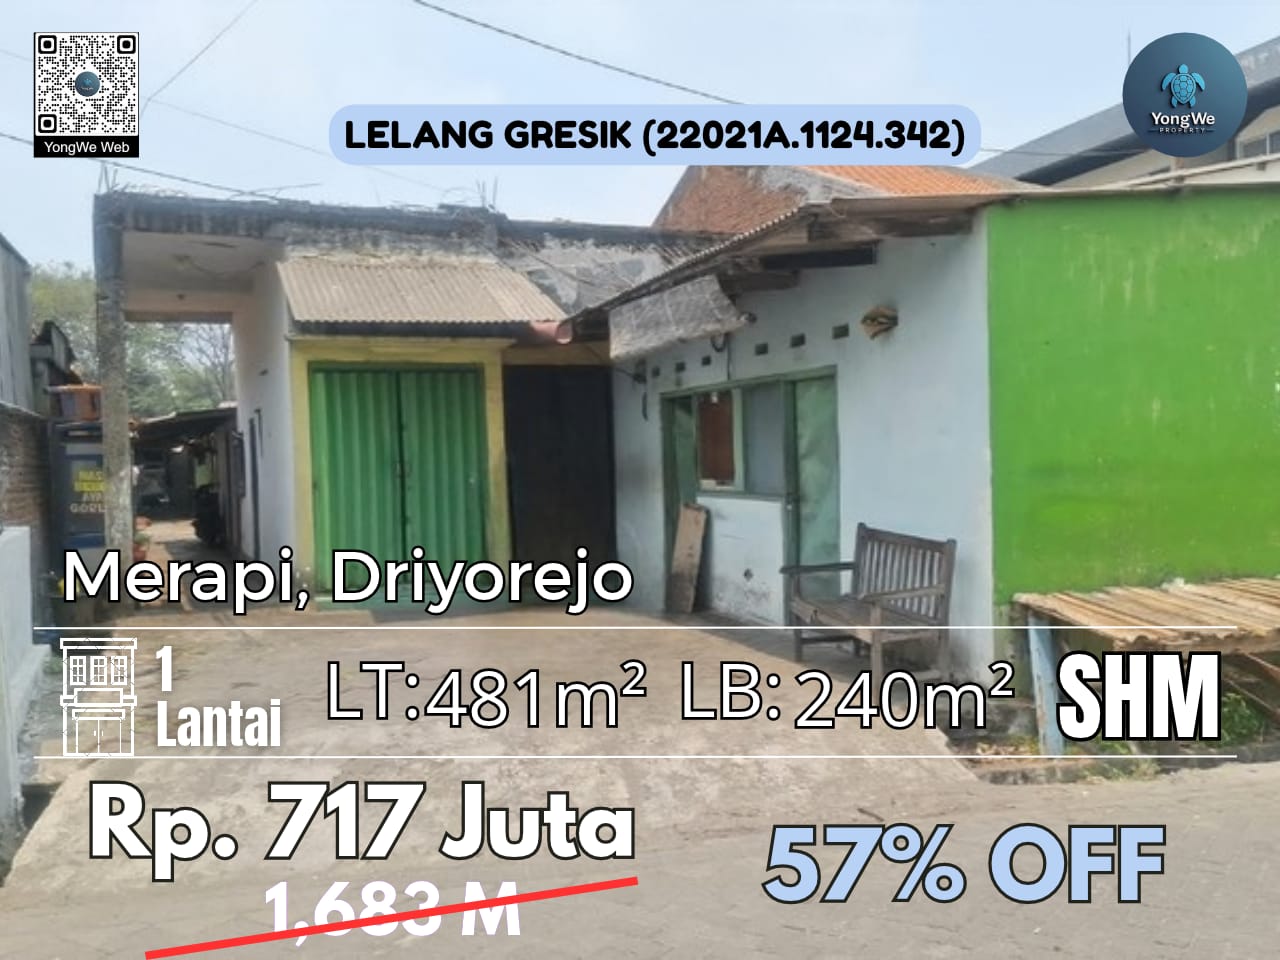 YongWe Web
LELANG GRESIK (22021A.1124.342)
YongWe
PROPERTY
Merapi, Driyorejo
1
Lantai
LT: 481m²
LB: 240m²
SHM
Rp. 717 Juta
1,683 M
57% OFF